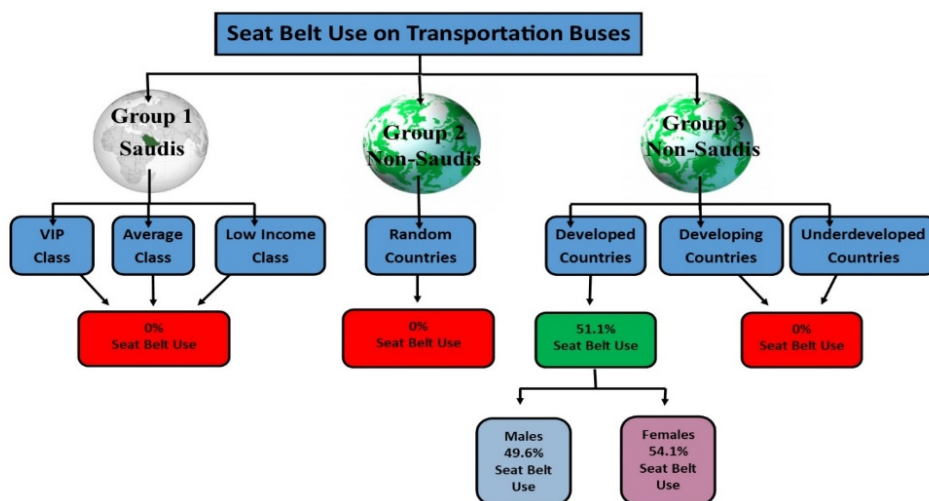 Seat Belt Use on Transportation Buses
Group 1
Saudis
Group 2
Non-Saudis
Group 3
Non-Saudis
VIP
Class
Average
Class
Low Income
Class
Random
Countries
Developed
Countries
Developing
Countries
Underdeveloped
Countries
0%
Seat Belt Use
0%
Seat Belt Use
51.1%
Seat Belt Use
0%
Seat Belt Use
Males
49.6%
Seat Belt
Use
Females
54.1%
Seat Belt
Use